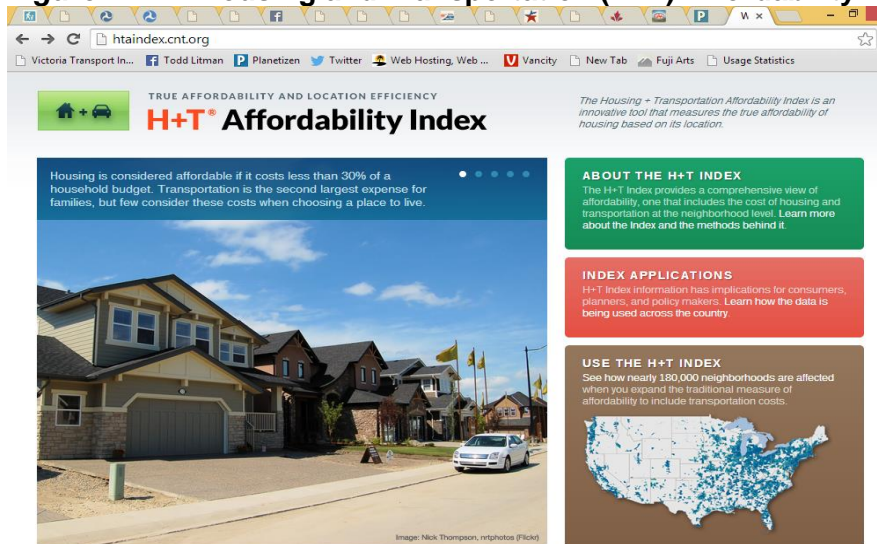 Housing and Transportation (H+T) Affordability
htaindex.cnt.org
Victoria Transport In... Todd Litman Planetizen Twitter Web Hosting, Web ... Vancity New Tab Fuji Arts Usage Statistics
TRUE AFFORDABILITY AND LOCATION EFFICIENCY
H+T® Affordability Index
The Housing + Transportation Affordability Index is an
innovative tool that measures the true affordability of
housing based on its location.
Housing is considered affordable if it costs less than 30% of a
household budget. Transportation is the second largest expense for
families, but few consider these costs when choosing a place to live.
Image: Nick Thompson, nrtphotos (Flickr)
ABOUT THE H+T INDEX
The H+T Index provides a comprehensive view of
affordability, one that includes the cost of housing and
transportation at the neighborhood level. Learn more
about the Index and the methods behind it.
INDEX APPLICATIONS
H+T Index information has implications for consumers,
planners, and policy makers. Learn how the data is
being used across the country.
USE THE H+T INDEX
See how nearly 180,000 neighborhoods are affected
when you expand the traditional measure of
affordability to include transportation costs.